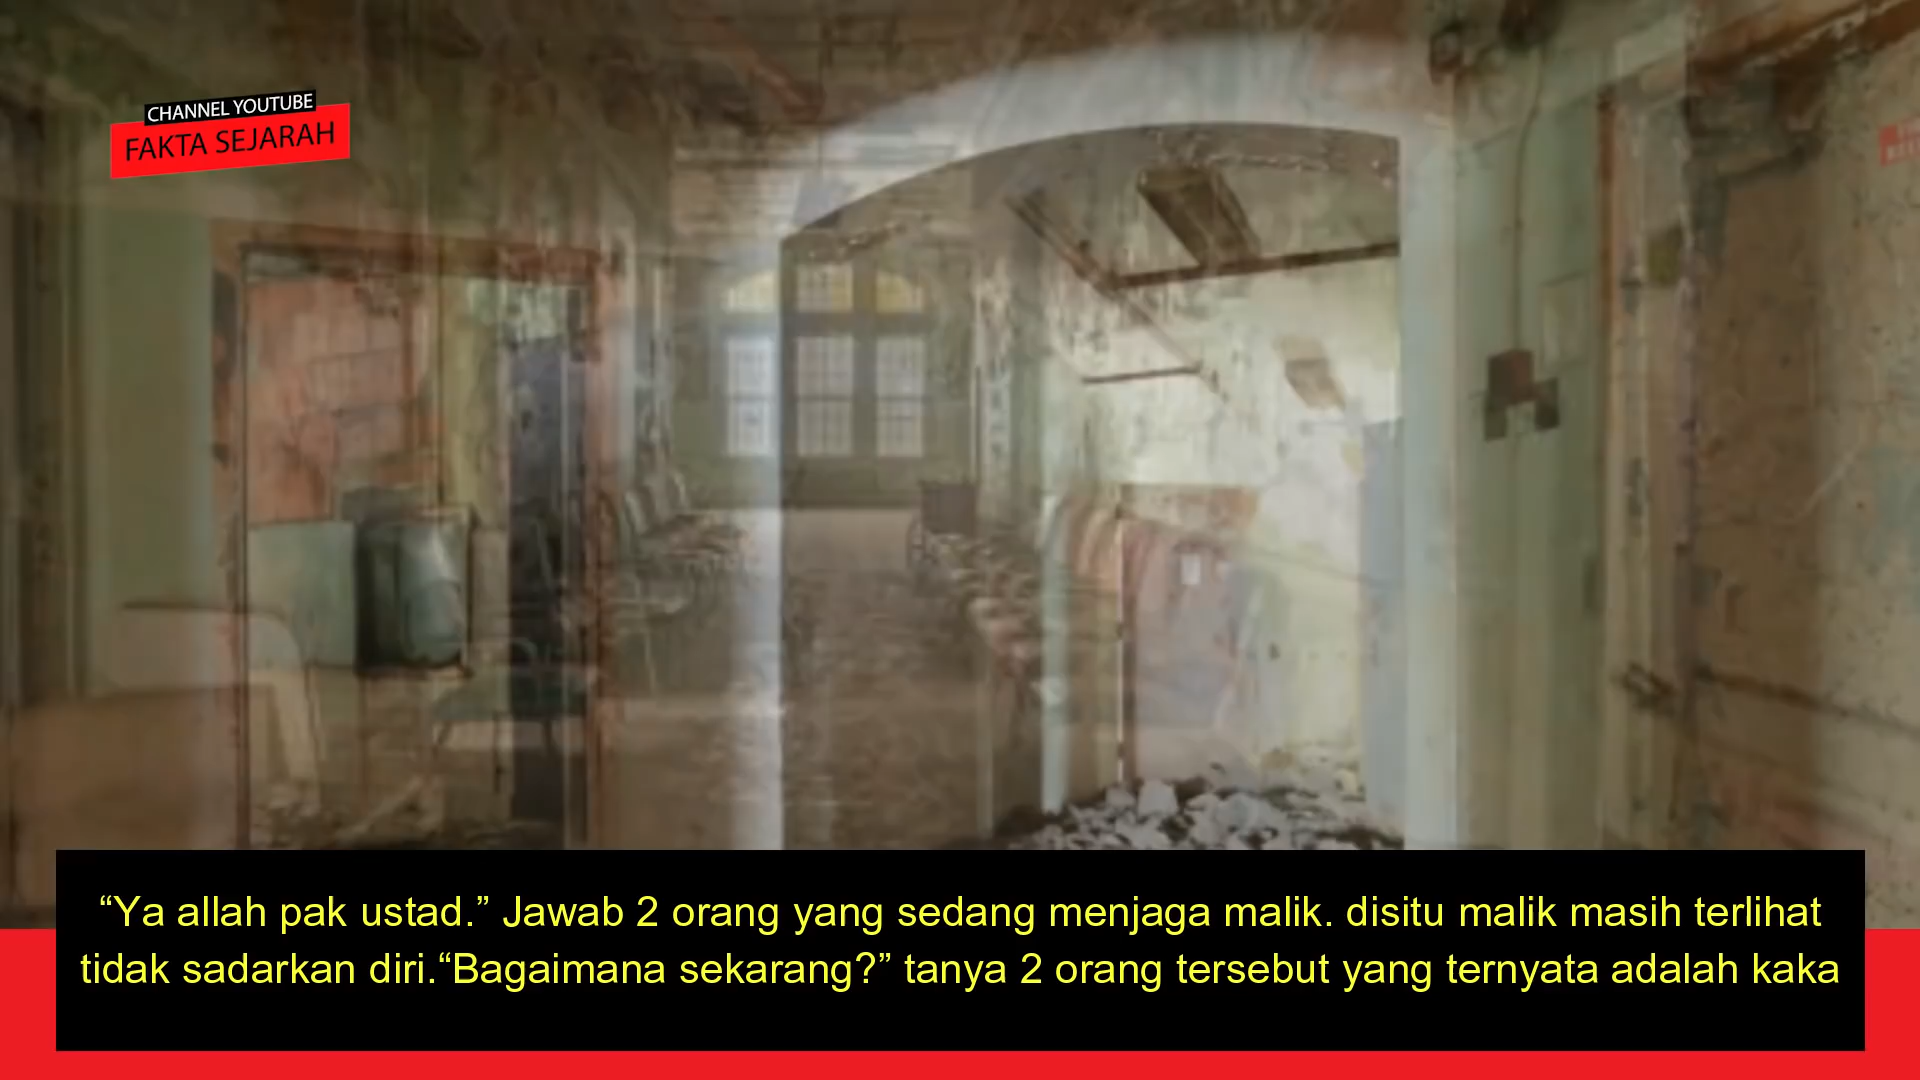 CHANNEL YOUTUBE
FAKTA SEJARAH
“Ya allah pak ustad.” Jawab 2 orang yang sedang menjaga malik. disitu malik masih terlihat
tidak sadarkan diri.“Bagaimana sekarang?” tanya 2 orang tersebut yang ternyata adalah kaka